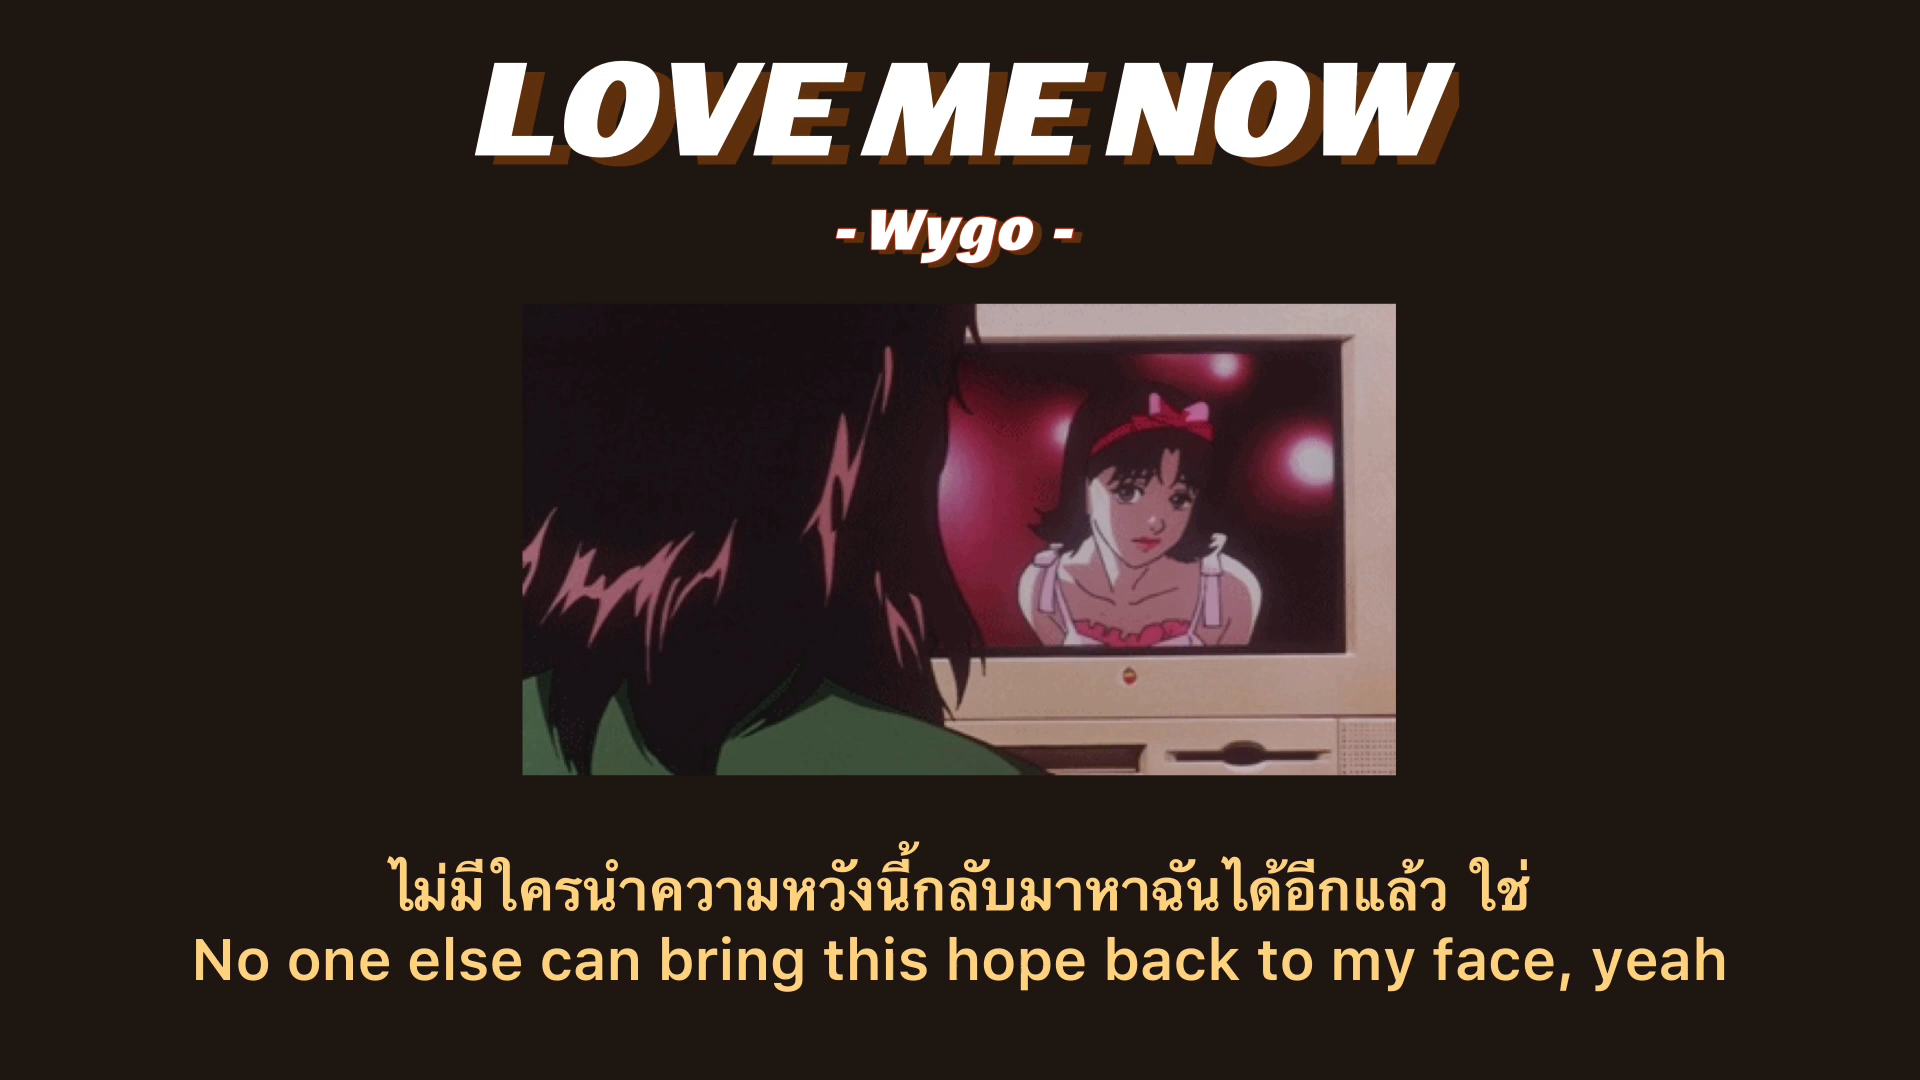 LOVE ME NOW
- Wygo -
ไม่มีใครนำความหวังนี้กลับมาหาฉันได้อีกแล้ว ใช่
No one else can bring this hope back to my face, yeah